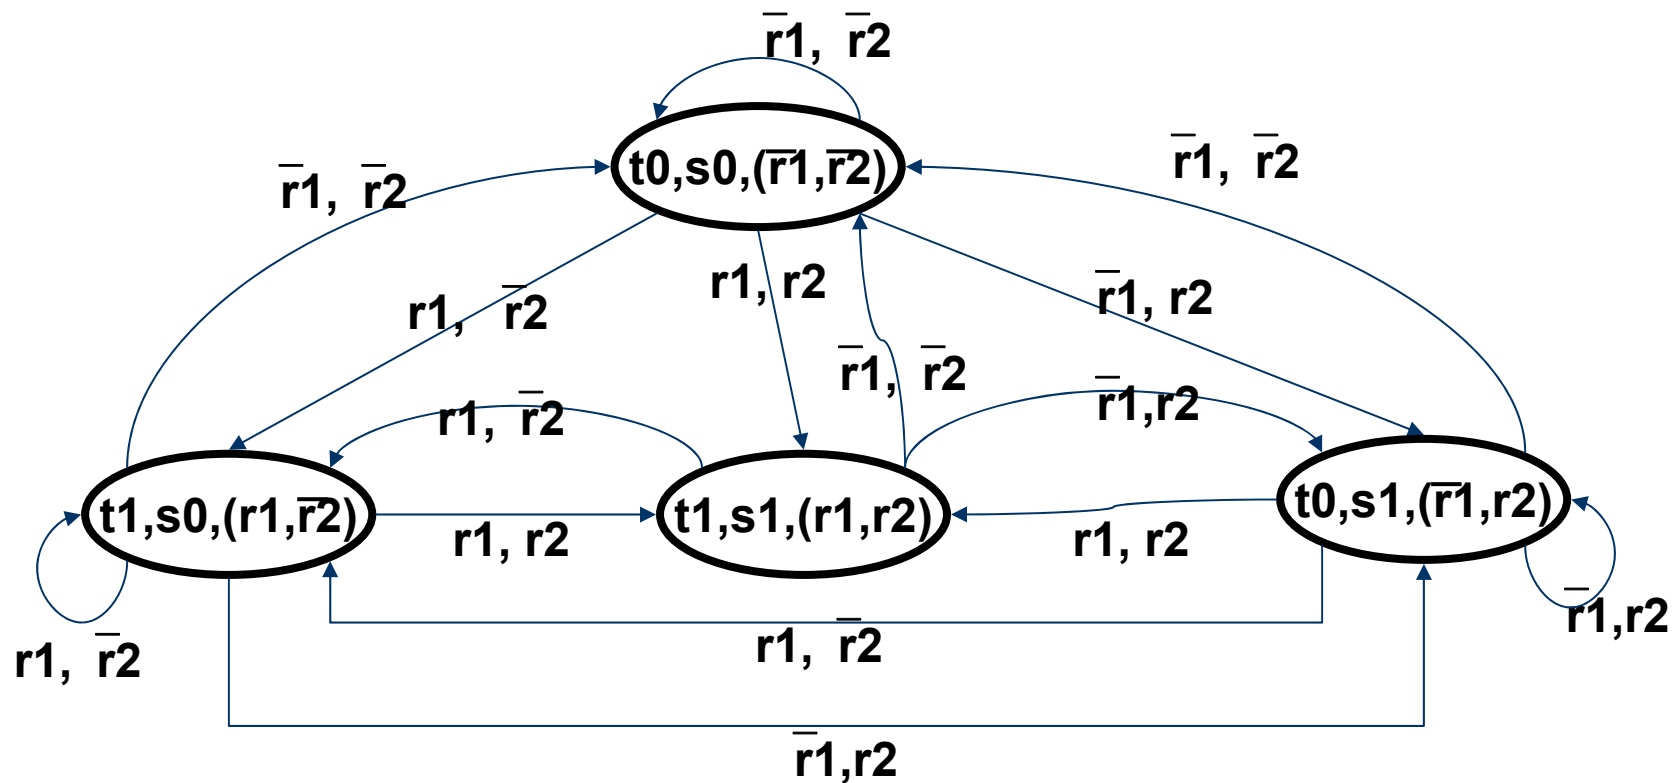 r̅1, r̅2
t0,s0,(r̅1,r̅2)
r̅1, r̅2
r̅1, r̅2
r1, r̅2
r1, r2
r̅1, r2
r̅1, r̅2
r1, r̅2
r̅1,r2
t1,s0,(r1,r̅2)
t1,s1,(r1,r2)
t0,s1,(r̅1,r2)
r1, r2
r1, r2
r1, r̅2
r1, r̅2
r̅1,r2
r̅1,r2